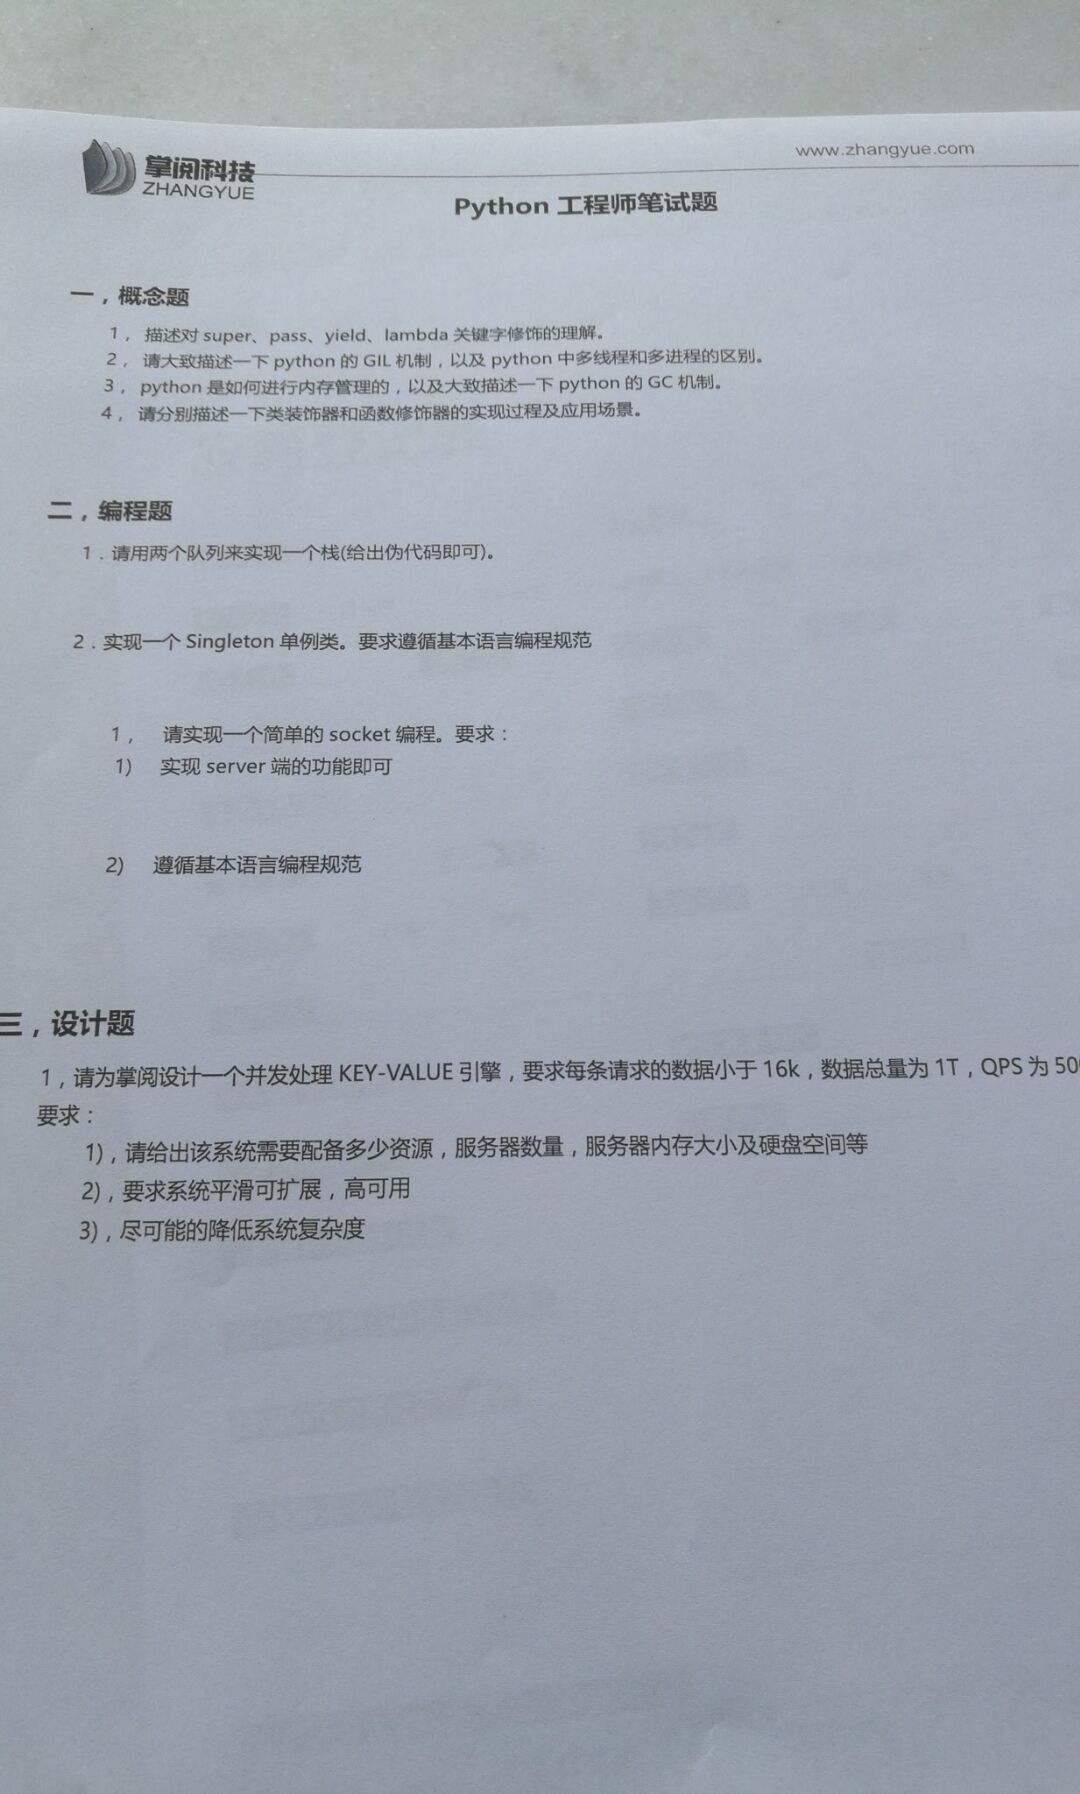 掌阅科技
ZHANGYUE
www.zhangyue.com
Python 工程师笔试题
一，概念题
1， 描述对 super、pass、yield、lambda 关键字修饰的理解。
2， 请大致描述一下 python 的 GIL 机制，以及 python 中多线程和多进程的区别。
3， python 是如何进行内存管理的，以及大致描述一下 python 的 GC 机制。
4， 请分别描述一下类装饰器和函数修饰器的实现过程及应用场景。
二，编程题
1．请用两个队列来实现一个栈(给出伪代码即可)。
2．实现一个 Singleton 单例类。要求遵循基本语言编程规范
1， 请实现一个简单的 socket 编程。要求：
1) 实现 server 端的功能即可
2) 遵循基本语言编程规范
三，设计题
1，请为掌阅设计一个并发处理 KEY-VALUE 引擎，要求每条请求的数据小于 16k，数据总量为 1T，QPS 为
要求：
1)，请给出该系统需要配备多少资源，服务器数量，服务器内存大小及硬盘空间等
2)，要求系统平滑可扩展，高可用
3)，尽可能的降低系统复杂度